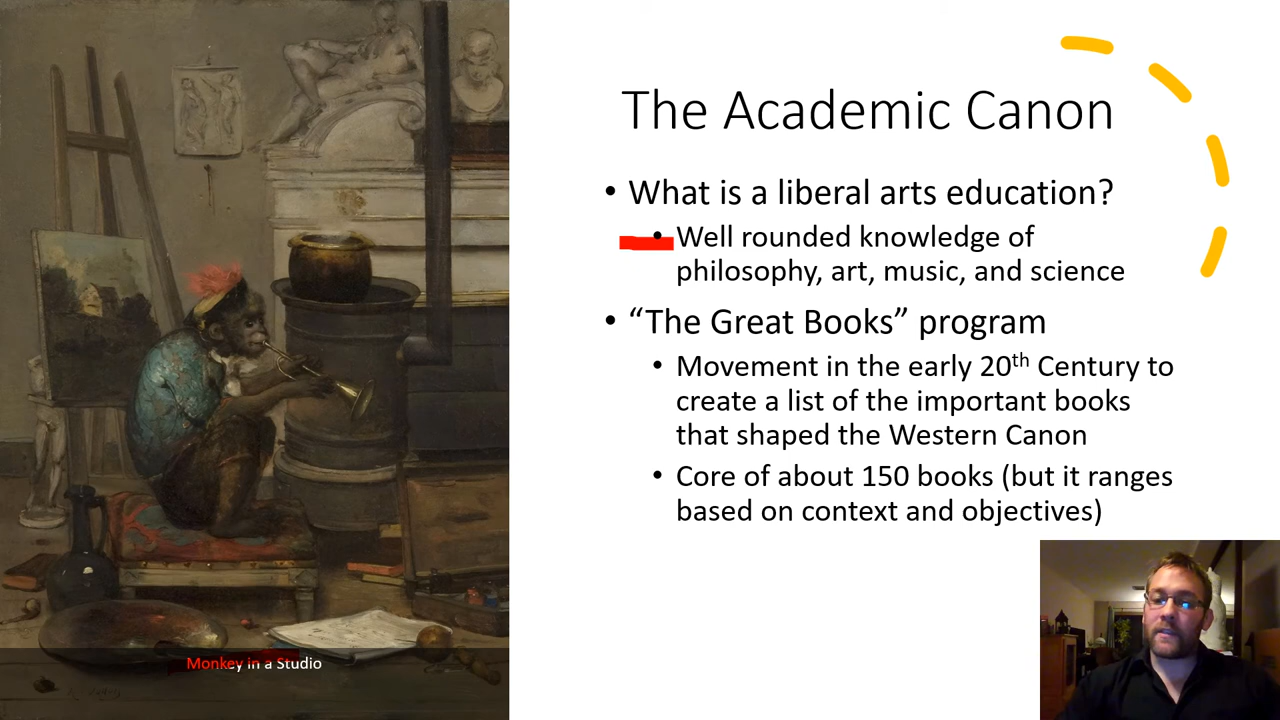 The Academic Canon
• What is a liberal arts education?
• Well rounded knowledge of
philosophy, art, music, and science
• “The Great Books” program
• Movement in the early 20th Century to
create a list of the important books
that shaped the Western Canon
• Core of about 150 books (but it ranges
based on context and objectives)
Monkey in a Studio